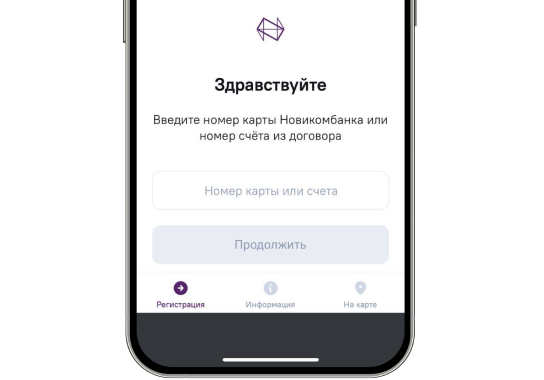 Здравствуйте
Введите номер карты Новикомбанка или
номер счёта из договора
Номер карты или счета
Продолжить
Регистрация
Информация
На карте